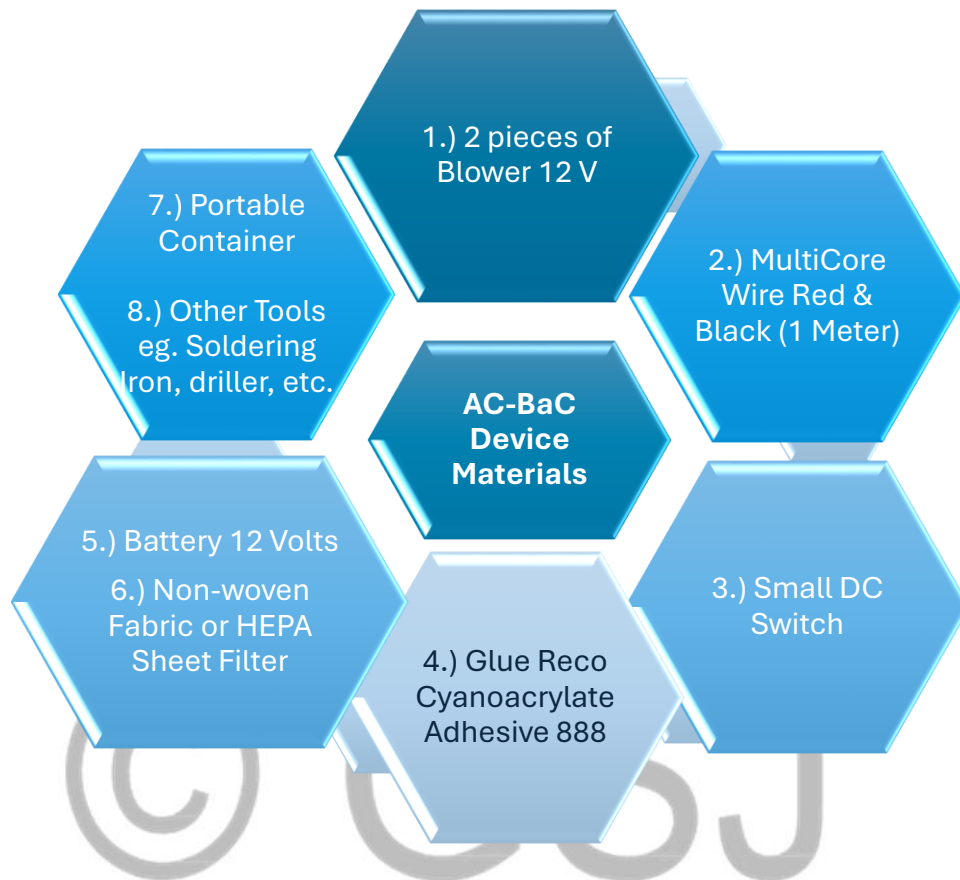 1.) 2 pieces of
Blower 12 V
2.) MultiCore
Wire Red &
Black (1 Meter)
3.) Small DC
Switch
4.) Glue Reco
Cyanoacrylate
Adhesive 888
5.) Battery 12 Volts
6.) Non-woven
Fabric or HEPA
Sheet Filter
7.) Portable
Container
8.) Other Tools
eg. Soldering
Iron, driller, etc.
AC-BaC
Device
Materials